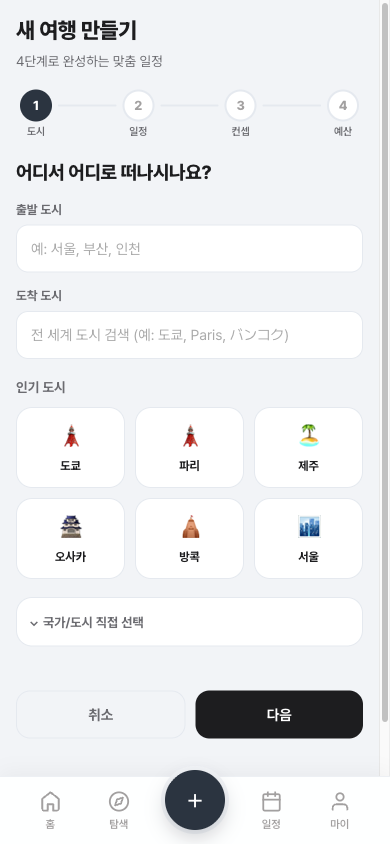 새 여행 만들기
4단계로 완성하는 맞춤 일정
1 2 3 4
도시 일정 컨셉 예산
어디서 어디로 떠나시나요?
출발 도시
예: 서울, 부산, 인천
도착 도시
전 세계 도시 검색 (예: 도쿄, Paris, バンコク)
인기 도시
도쿄 파리 제주
오사카 방콕 서울
국가/도시 직접 선택
취소 다음
홈 탐색 일정 마이